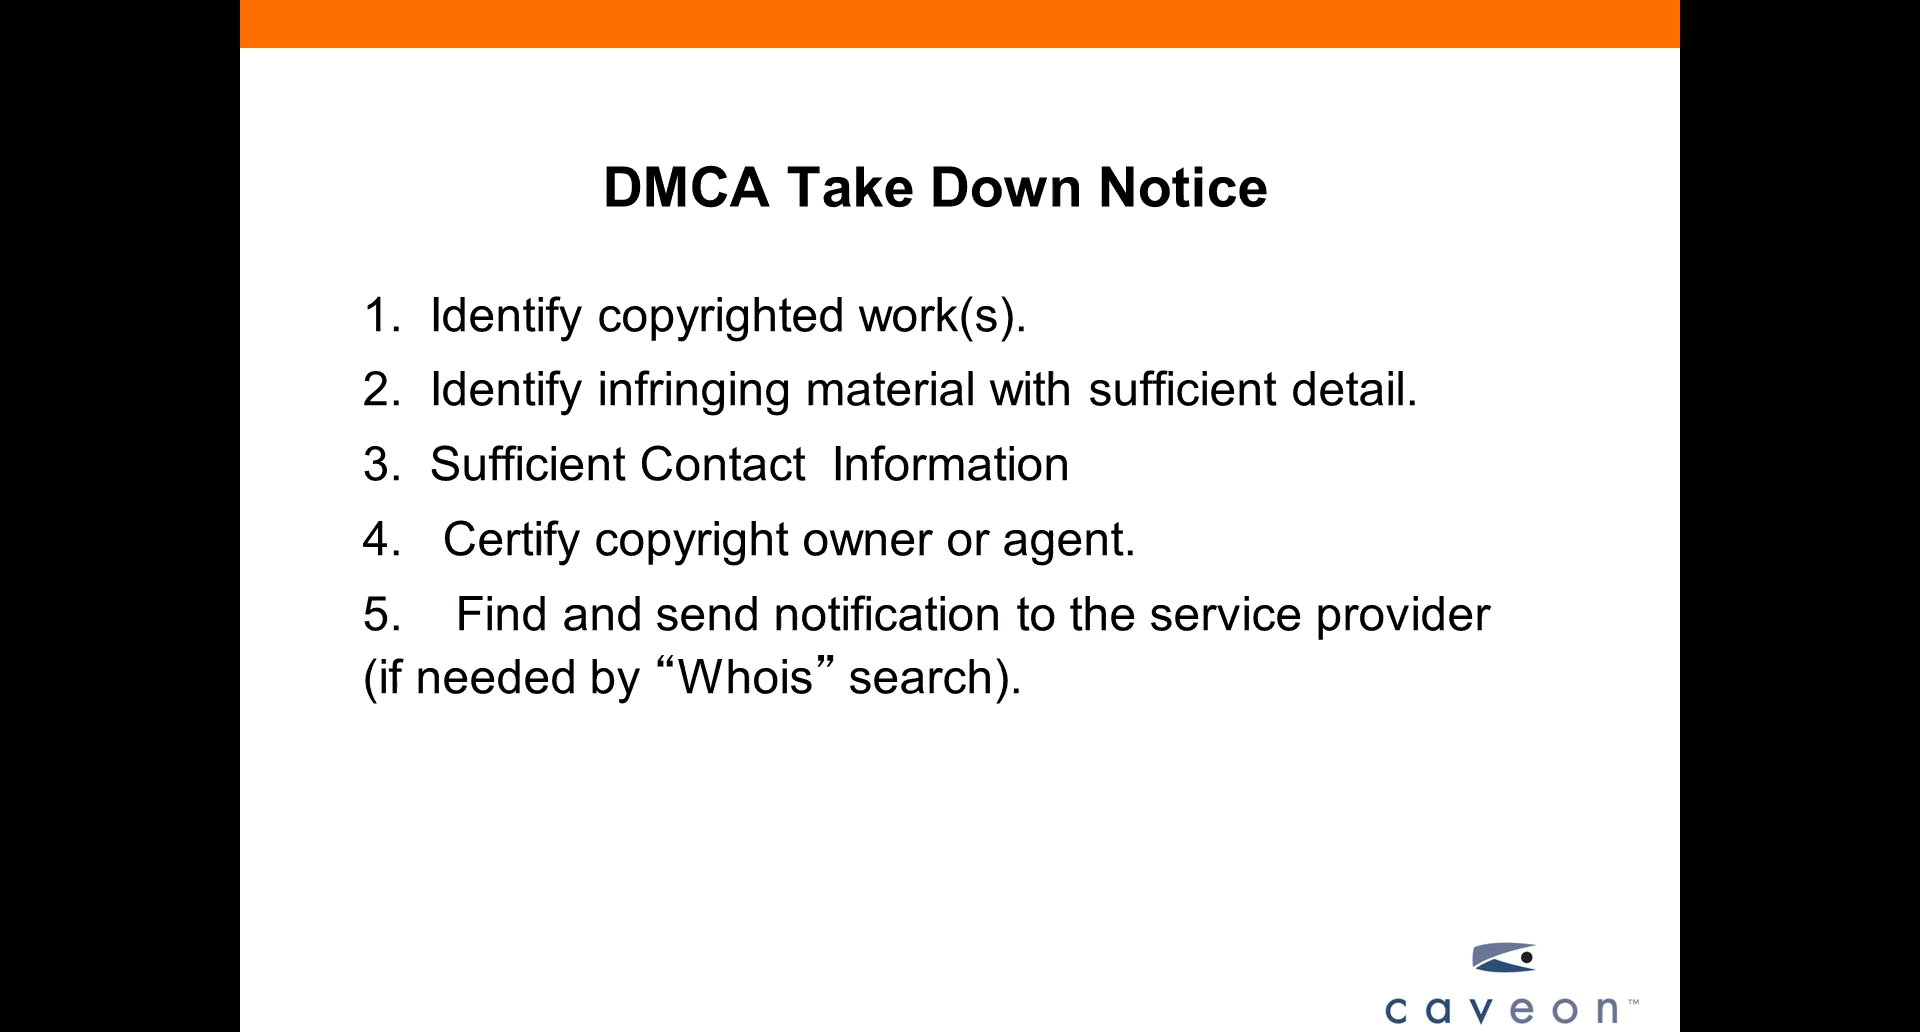 DMCA Take Down Notice
1. Identify copyrighted work(s).
2. Identify infringing material with sufficient detail.
3. Sufficient Contact Information
4. Certify copyright owner or agent.
5. Find and send notification to the service provider
(if needed by “Whois” search).
caveon™